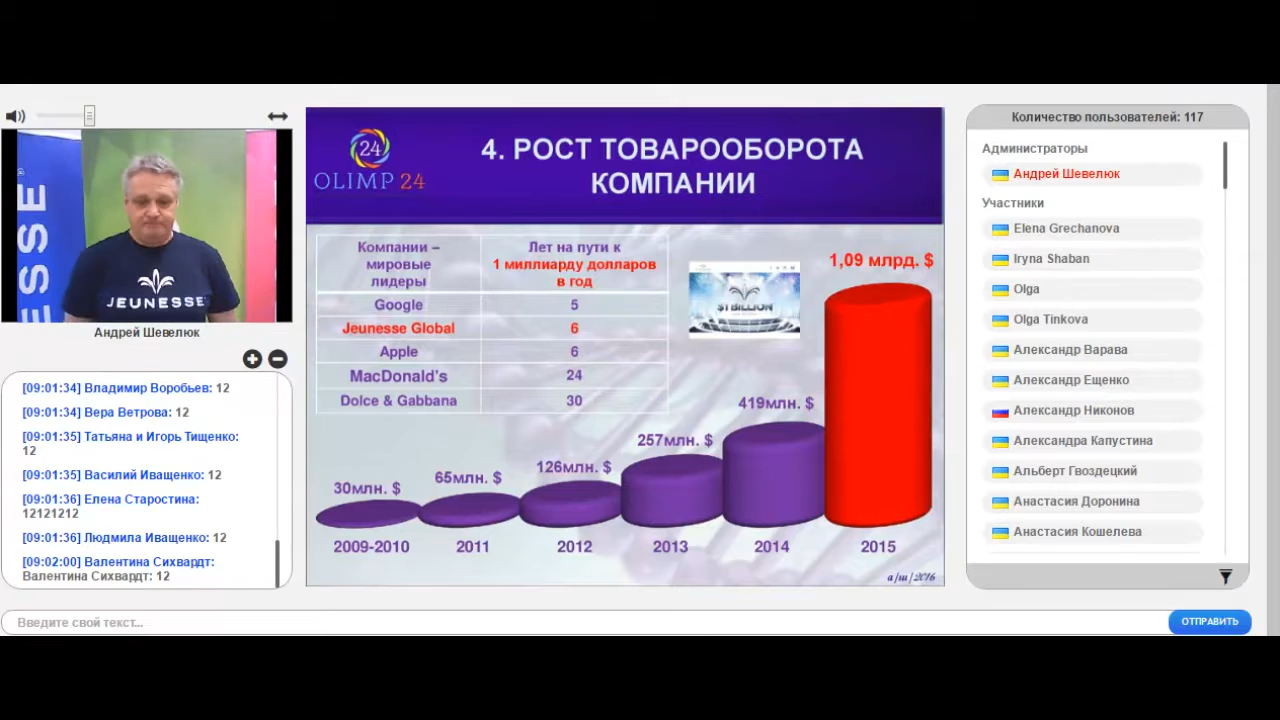 ESSE
JEUNESSE
Андрей Шевелюк
[09:01:34] Владимир Воробьев: 12
[09:01:34] Вера Ветрова: 12
[09:01:35] Татьяна и Игорь Тищенко:
12
[09:01:35] Василий Иващенко: 12
[09:01:36] Елена Старостина:
12121212
[09:01:36] Людмила Иващенко: 12
[09:02:00] Валентина Сихвардт:
Валентина Сихвардт: 12
Введите свой текст...
ОТПРАВИТЬ
24
OLIMP 24
4. РОСТ ТОВАРООБОРОТА
КОМПАНИИ
Компании –
мировые
лидеры
Лет на пути к
1 миллиарду долларов
в год
Google 5
Jeunesse Global 6
Apple 6
MacDonald's 24
Dolce & Gabbana 30
$1 BILLION
30млн. $
65млн. $
126млн. $
257млн. $
419млн. $
1,09 млрд. $
2009-2010 2011 2012 2013 2014 2015
а/ш/2016
Количество пользователей: 117
Администраторы
Андрей Шевелюк
Участники
Elena Grechanova
Iryna Shaban
Olga
Olga Tinkova
Александр Варава
Александр Ещенко
Александр Никонов
Александра Капустина
Альберт Гвоздецкий
Анастасия Доронина
Анастасия Кошелева